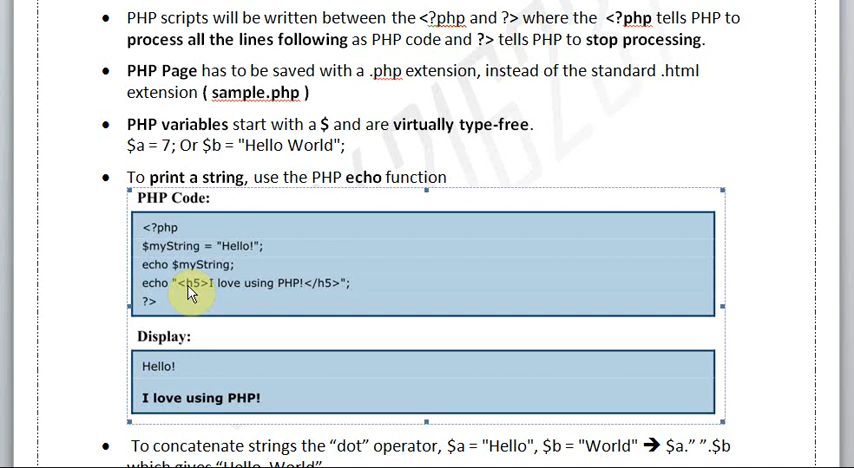 • PHP scripts will be written between the <?php and ?> where the <?php tells PHP to
process all the lines following as PHP code and ?> tells PHP to stop processing.
• PHP Page has to be saved with a .php extension, instead of the standard .html
extension ( sample.php )
• PHP variables start with a $ and are virtually type-free.
$a = 7; Or $b = "Hello World";
• To print a string, use the PHP echo function
PHP Code:
<?php
$myString = "Hello!";
echo $myString;
echo "<h5>I love using PHP!</h5>";
?>
Display:
Hello!
I love using PHP!
• To concatenate strings the “dot” operator, $a = "Hello", $b = "World" ➔ $a.” ”.$b
which gives “Hello World”